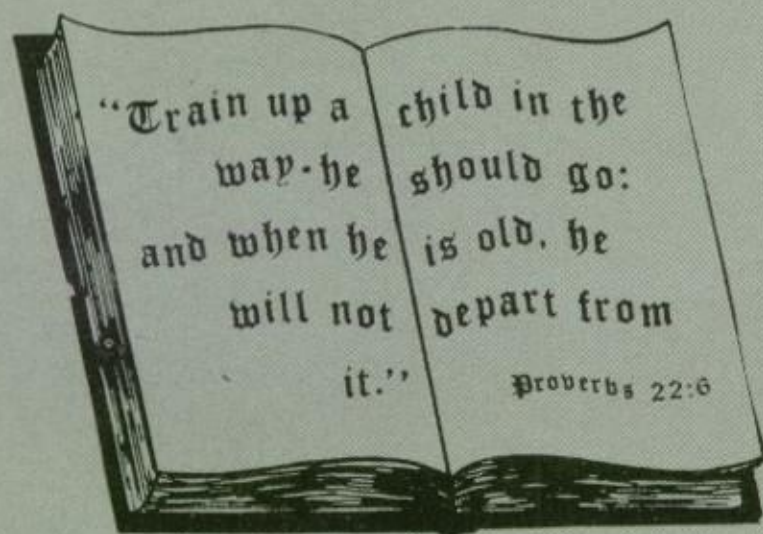 “Train up a child in the
way-he should go:
and when he is old, he
will not depart from
it.”
Proverbs 22:6